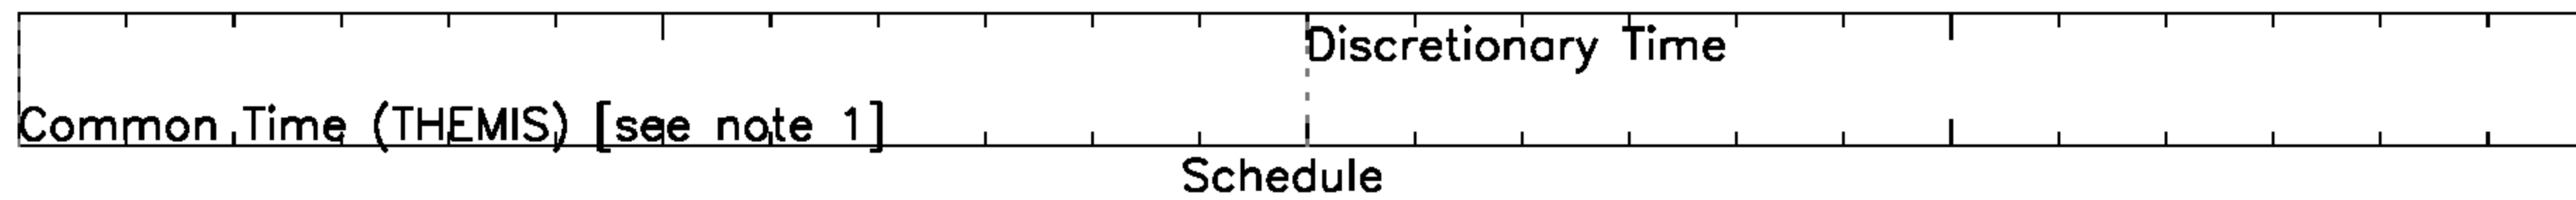 Discretionary Time
Common Time (THEMIS) [see note 1]
Schedule